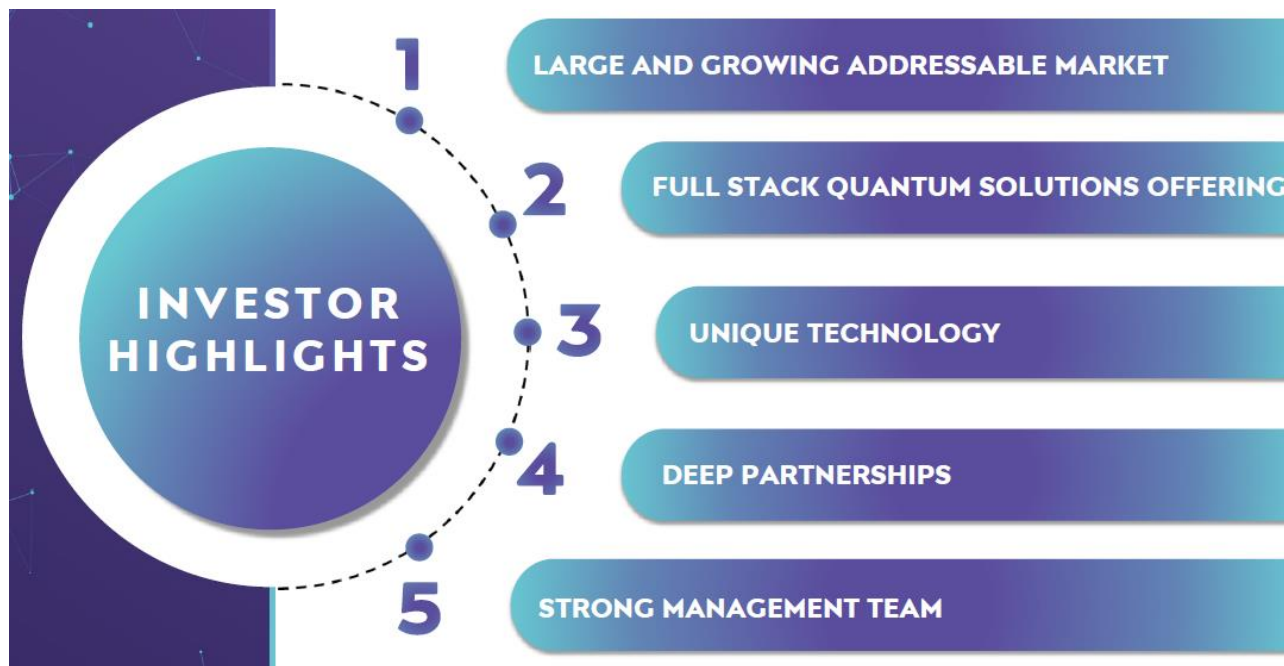 INVESTOR
HIGHLIGHTS
1
LARGE AND GROWING ADDRESSABLE MARKET
2
FULL STACK QUANTUM SOLUTIONS OFFERING
3
UNIQUE TECHNOLOGY
4
DEEP PARTNERSHIPS
5
STRONG MANAGEMENT TEAM